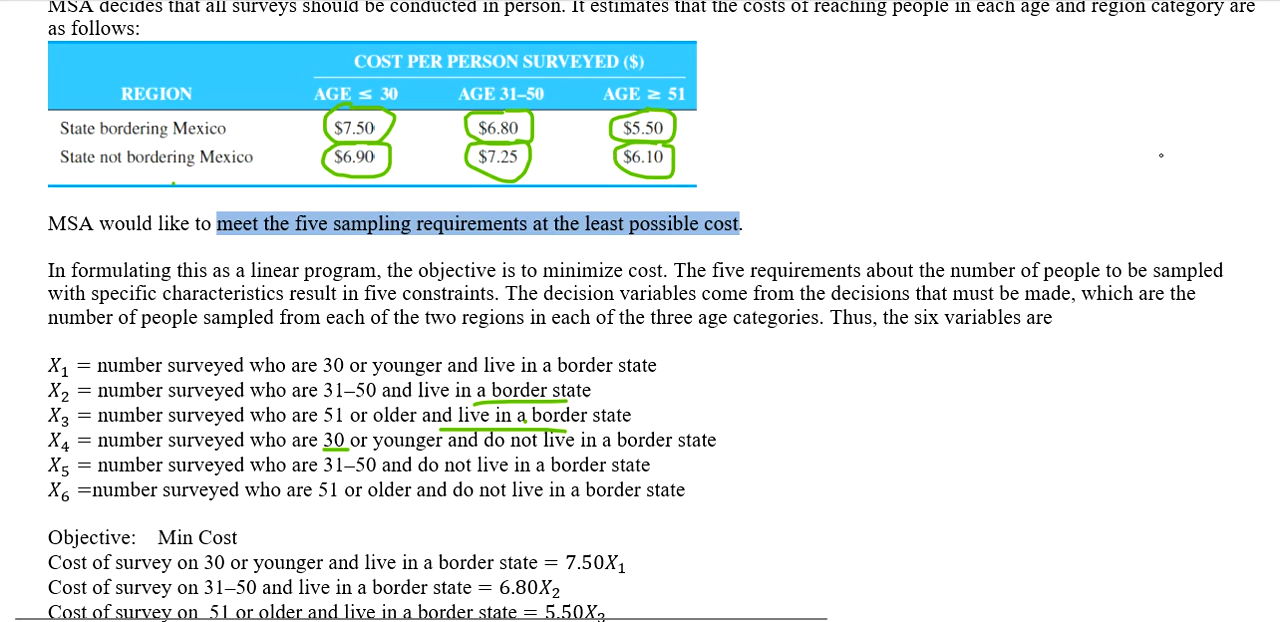 MSA decides that all surveys should be conducted in person. It estimates that the costs of reaching people in each age and region category are
as follows:
COST PER PERSON SURVEYED ($)
REGION AGE ≤ 30 AGE 31–50 AGE ≥ 51
State bordering Mexico $7.50 $6.80 $5.50
State not bordering Mexico $6.90 $7.25 $6.10
MSA would like to meet the five sampling requirements at the least possible cost.
In formulating this as a linear program, the objective is to minimize cost. The five requirements about the number of people to be sampled
with specific characteristics result in five constraints. The decision variables come from the decisions that must be made, which are the
number of people sampled from each of the two regions in each of the three age categories. Thus, the six variables are
X₁ = number surveyed who are 30 or younger and live in a border state
X₂ = number surveyed who are 31–50 and live in a border state
X₃ = number surveyed who are 51 or older and live in a border state
X₄ = number surveyed who are 30 or younger and do not live in a border state
X₅ = number surveyed who are 31–50 and do not live in a border state
X₆ =number surveyed who are 51 or older and do not live in a border state
Objective: Min Cost
Cost of survey on 30 or younger and live in a border state = 7.50X₁
Cost of survey on 31–50 and live in a border state = 6.80X₂
Cost of survey on 51 or older and live in a border state = 5.50X₃